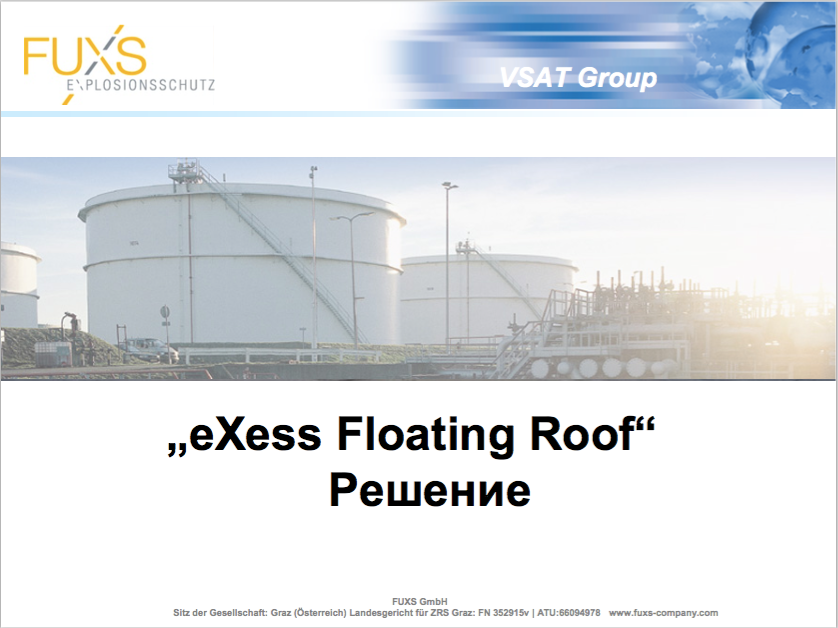 FUXS
EXPLOSIONSSCHUTZ
VSAT Group
„eXess Floating Roof“
Решение
FUXS GmbH
Sitz der Gesellschaft: Graz (Österreich) Landesgericht für ZRS Graz: FN 352915v | ATU:66094978 www.fuxs-company.com